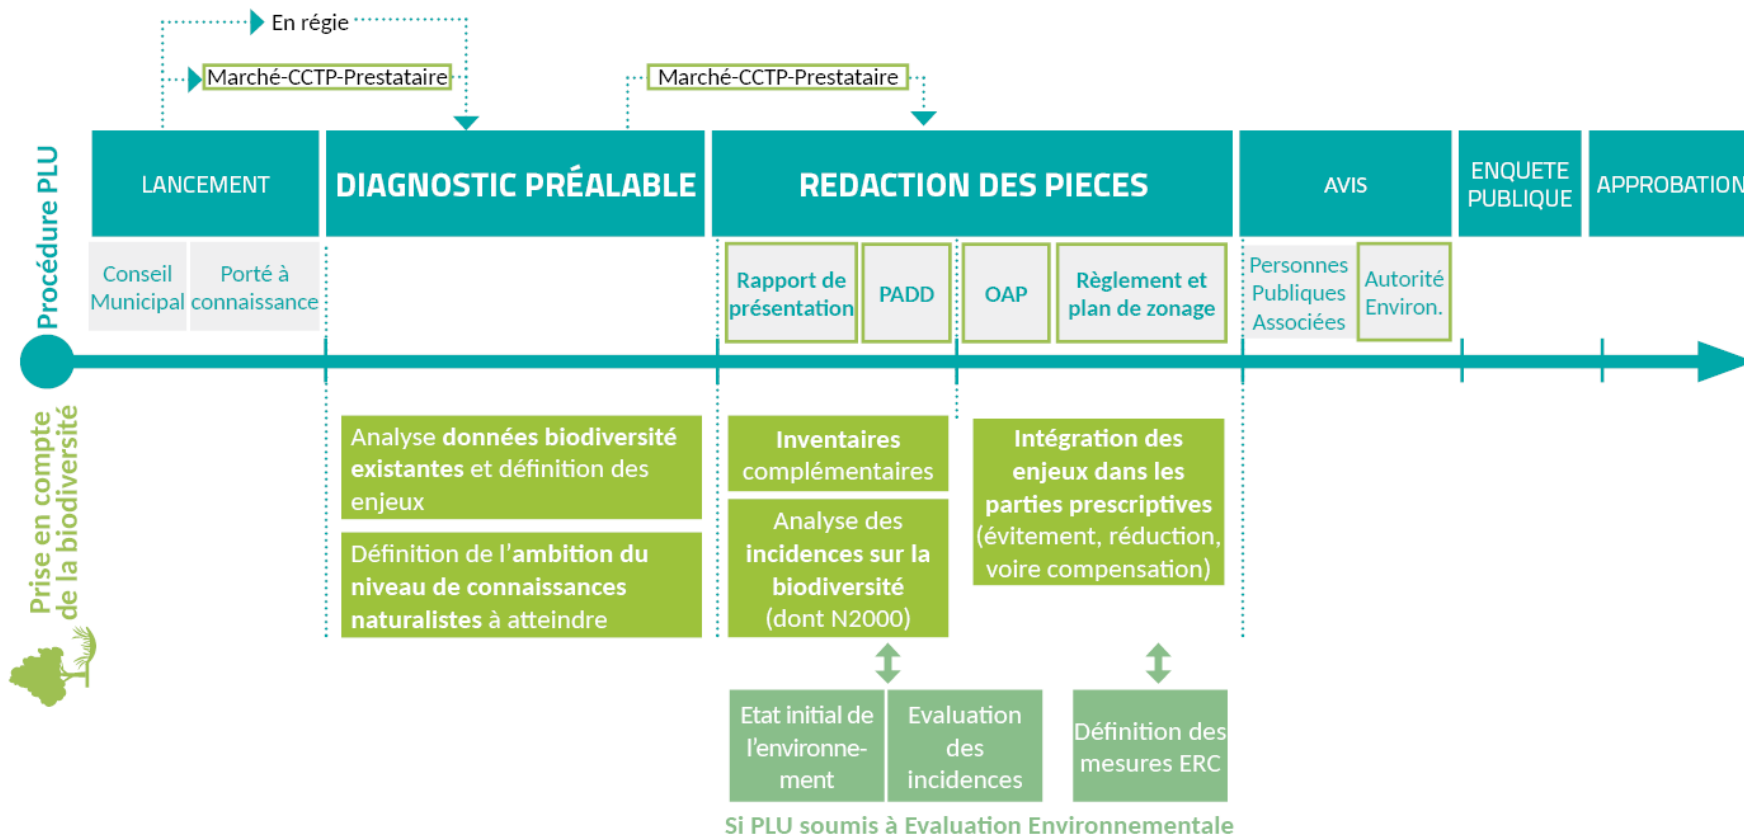 En régie
Marché-CCTP-Prestataire
Marché-CCTP-Prestataire
Procédure PLU
LANCEMENT
DIAGNOSTIC PRÉALABLE
REDACTION DES PIECES
AVIS
ENQUETE
PUBLIQUE
APPROBATION
Conseil
Municipal
Porté à
connaissance
Rapport de
présentation
PADD
OAP
Règlement et
plan de zonage
Personnes
Publiques
Associées
Autorité
Environ.
Prise en compte
de la biodiversité
Analyse données biodiversité
existantes et définition des
enjeux
Définition de l'ambition du
niveau de connaissances
naturalistes à atteindre
Inventaires
complémentaires
Analyse des
incidences sur la
biodiversité
(dont N2000)
Intégration des
enjeux dans les
parties prescriptives
(évitement, réduction,
voire compensation)
Etat initial de
l'environne-
ment
Evaluation
des
incidences
Définition des
mesures ERC
Si PLU soumis à Evaluation Environnementale